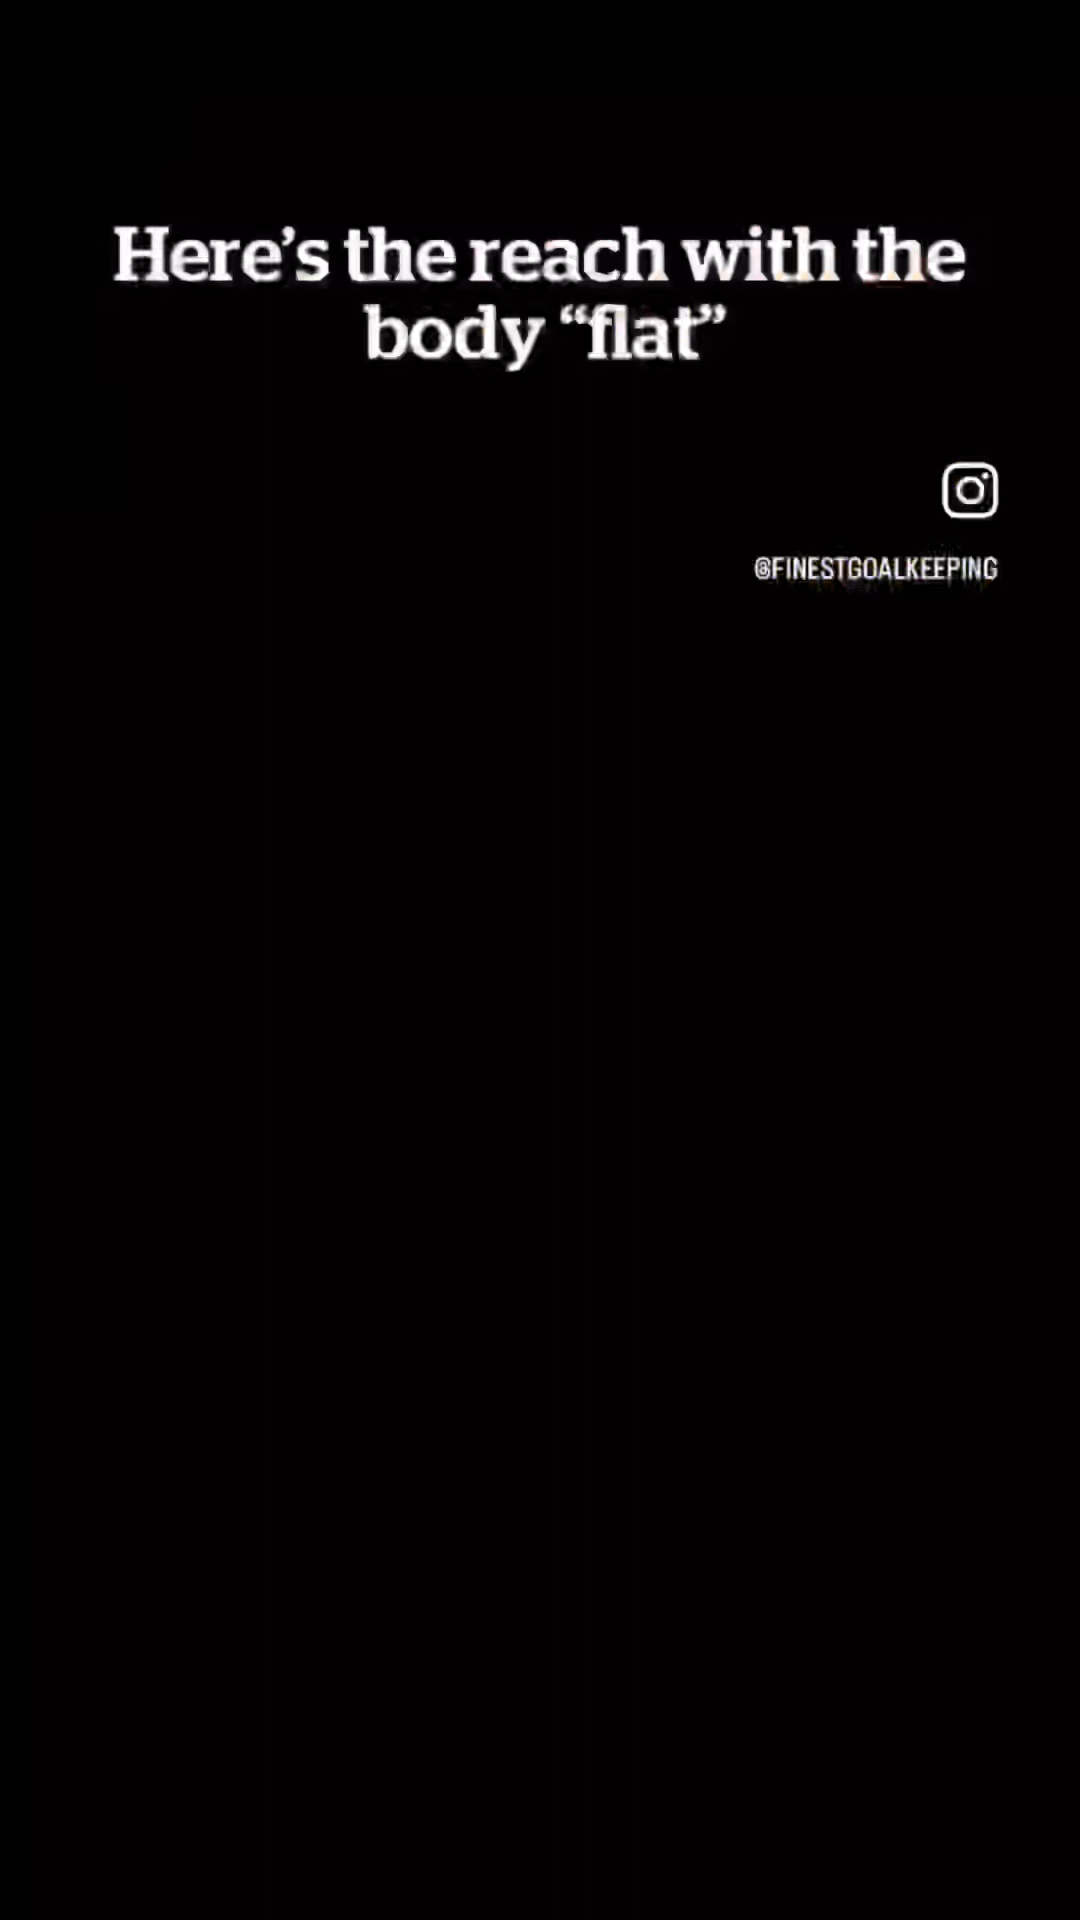 Here’s the reach with the
body “flat”
@FINESTGOALKEEPING